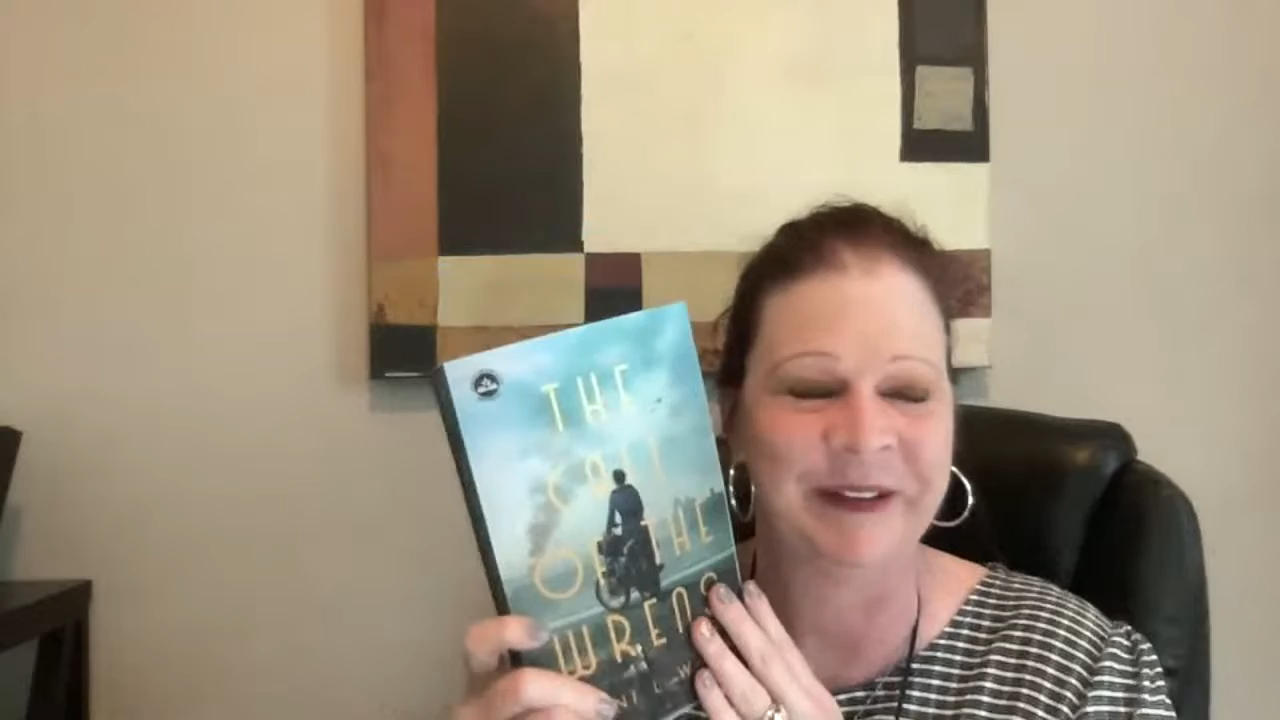 THE
CALL
OF THE
WRENS